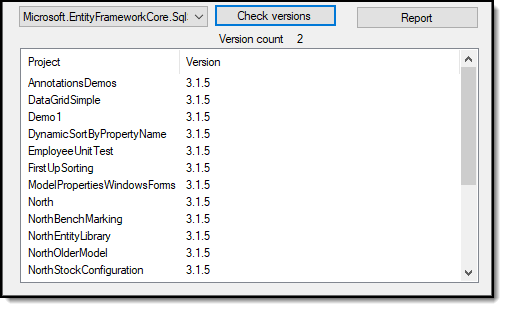 Microsoft.EntityFrameworkCore.Sql Check versions Report
Version count 2
Project Version
AnnotationsDemos 3.1.5
DataGridSimple 3.1.5
Demo1 3.1.5
DynamicSortByPropertyName 3.1.5
EmployeeUnitTest 3.1.5
FirstUpSorting 3.1.5
ModelPropertiesWindowsForms 3.1.5
North 3.1.5
NorthBenchMarking 3.1.5
NorthEntityLibrary 3.1.5
NorthOlderModel 3.1.5
NorthStockConfiguration 3.1.5